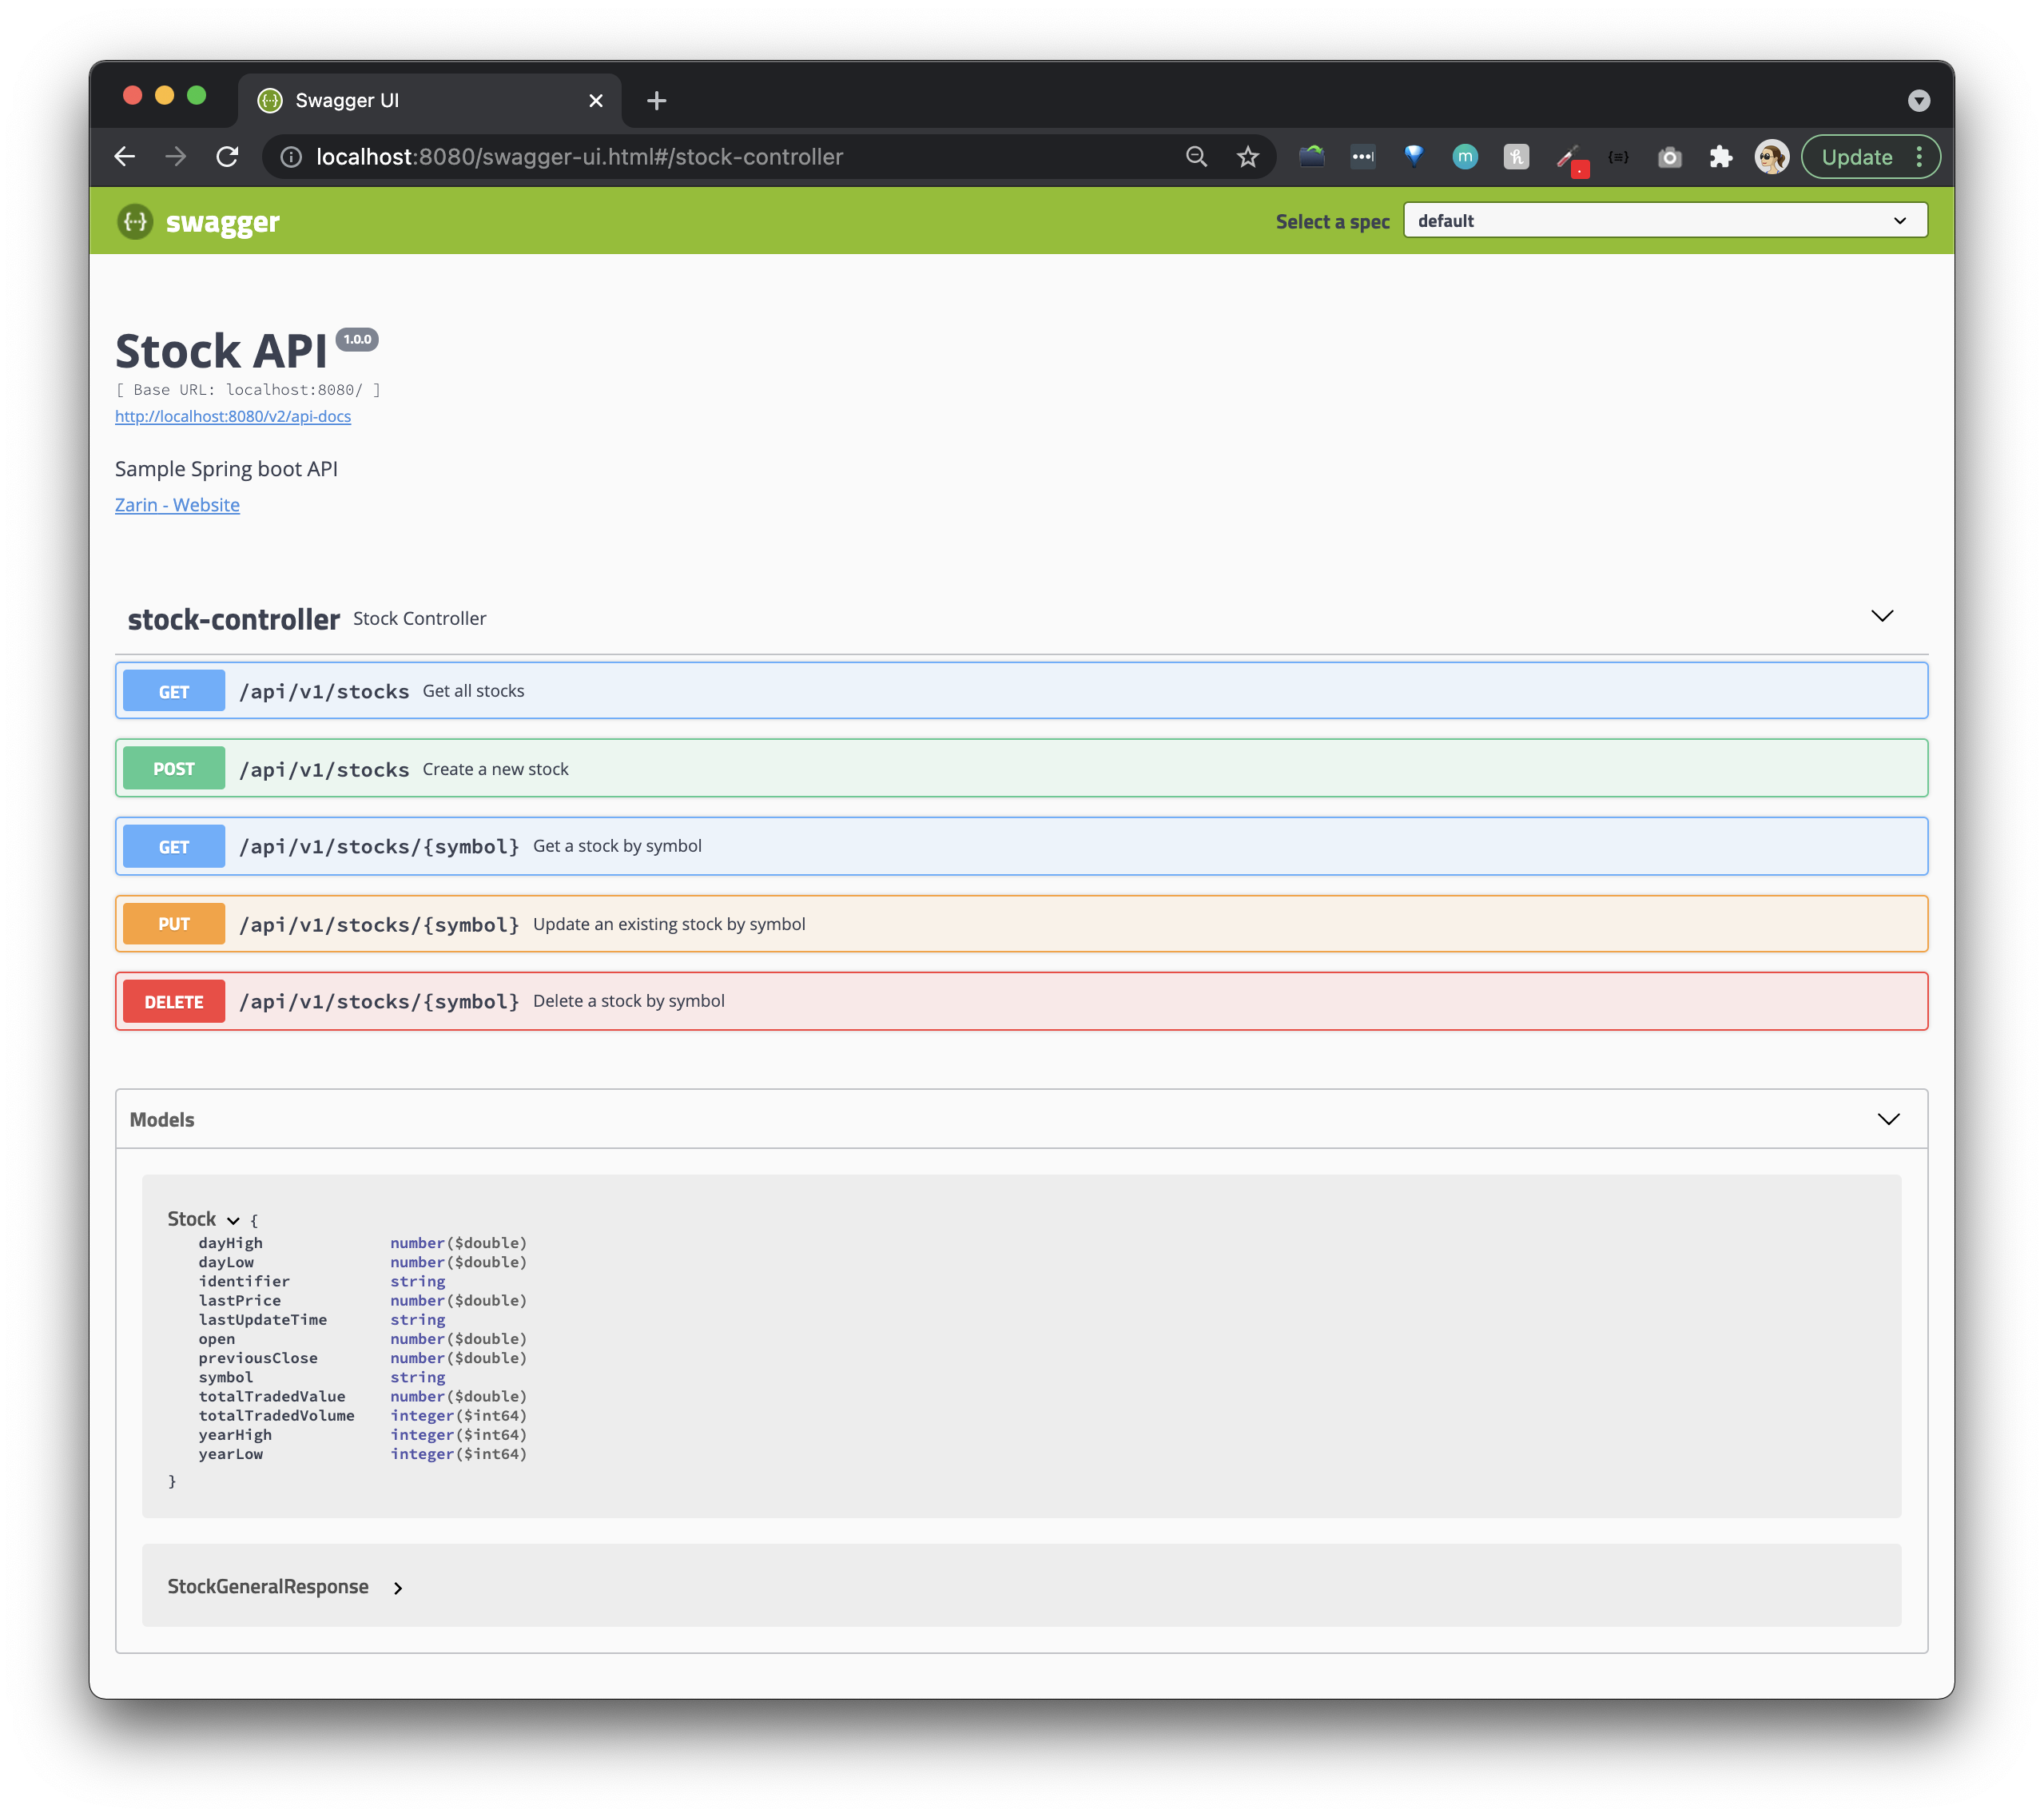 Swagger UI
localhost:8080/swagger-ui.html#/stock-controller
Update
swagger
Select a spec
default
Stock API 1.0.0
[ Base URL: localhost:8080/ ]
http://localhost:8080/v2/api-docs
Sample Spring boot API
Zarin - Website
stock-controller Stock Controller
GET /api/v1/stocks Get all stocks
POST /api/v1/stocks Create a new stock
GET /api/v1/stocks/{symbol} Get a stock by symbol
PUT /api/v1/stocks/{symbol} Update an existing stock by symbol
DELETE /api/v1/stocks/{symbol} Delete a stock by symbol
Models
Stock {
dayHigh number($double)
dayLow number($double)
identifier string
lastPrice number($double)
lastUpdateTime string
open number($double)
previousClose number($double)
symbol string
totalTradedValue number($double)
totalTradedVolume integer($int64)
yearHigh integer($int64)
yearLow integer($int64)
}
StockGeneralResponse